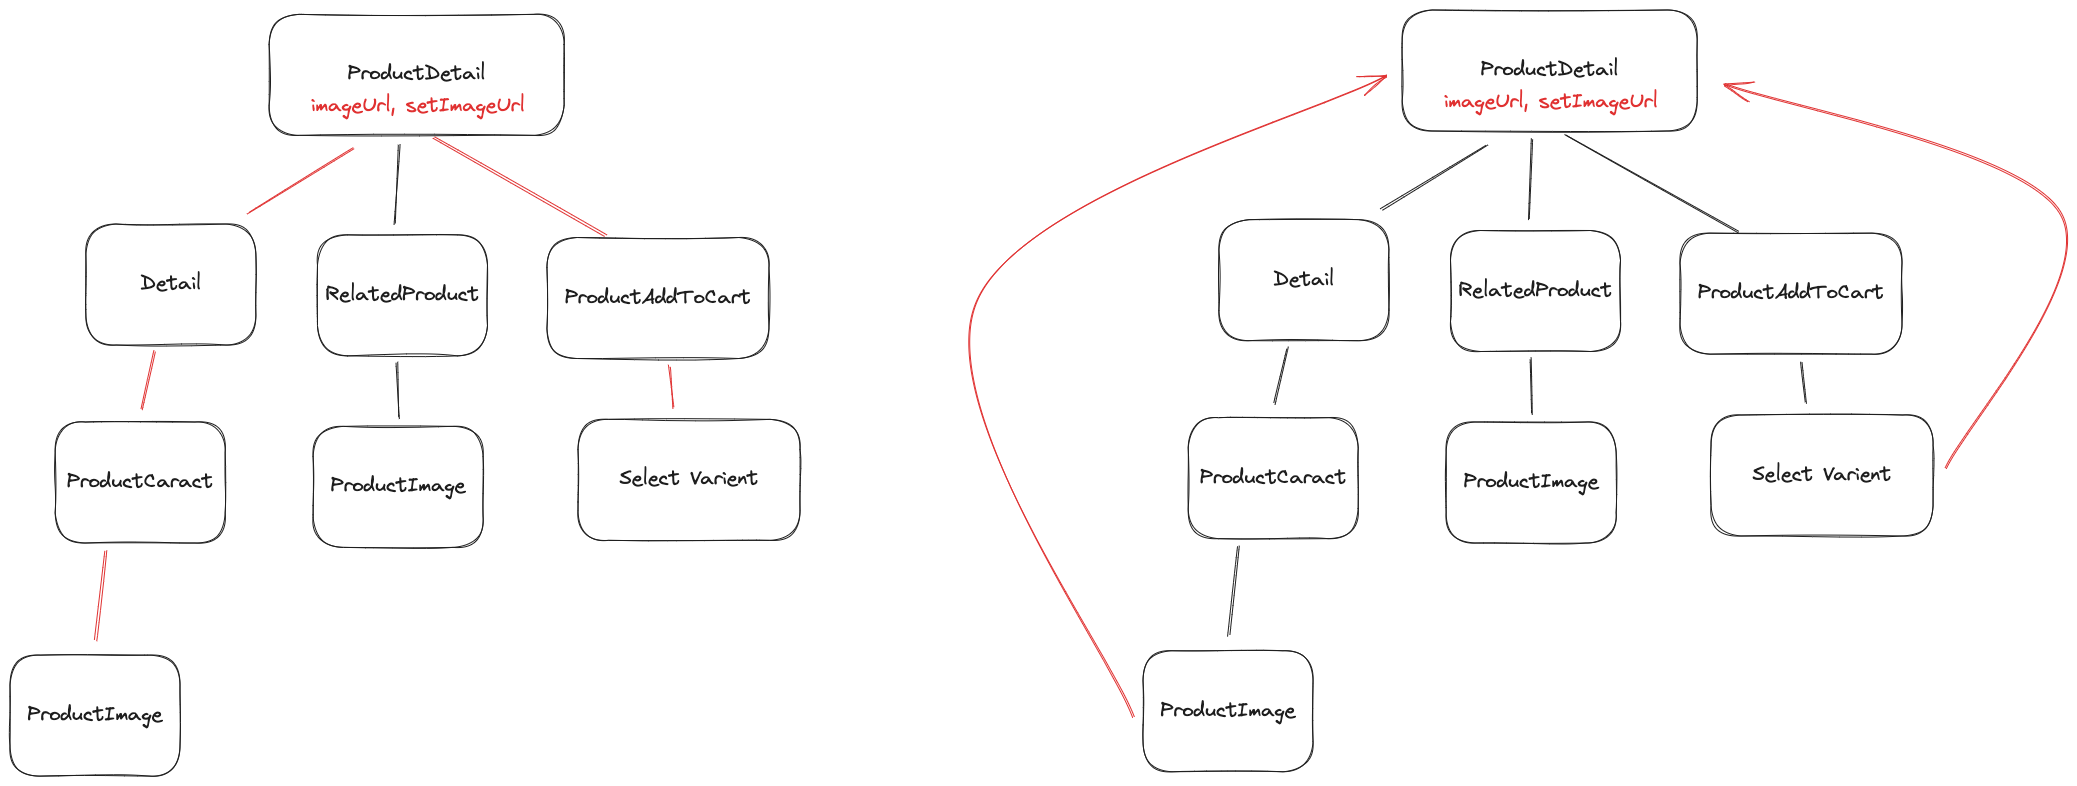 ProductDetail
imageUrl, setImageUrl
Detail
RelatedProduct
ProductAddToCart
ProductCaract
ProductImage
Select Varient
ProductImage
ProductDetail
imageUrl, setImageUrl
Detail
RelatedProduct
ProductAddToCart
ProductCaract
ProductImage
Select Varient
ProductImage